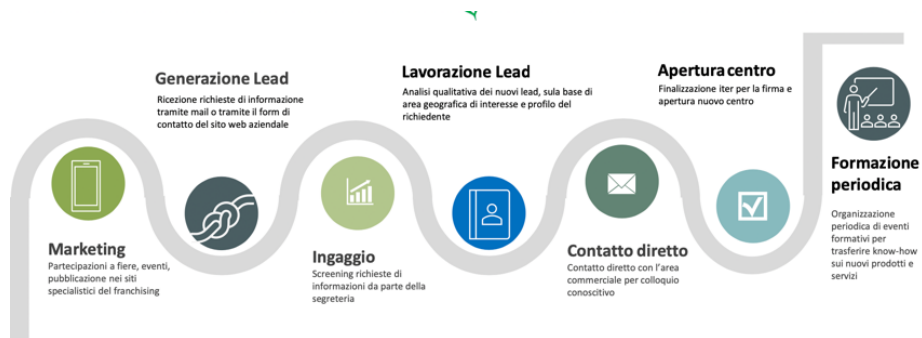 Marketing
Partecipazioni a fiere, eventi,
pubblicazione nei siti
specialistici del franchising
Generazione Lead
Ricezione richieste di informazione
tramite mail o tramite il form di
contatto del sito web aziendale
Ingaggio
Screening richieste di
informazioni da parte della
segreteria
Lavorazione Lead
Analisi qualitativa dei nuovi lead, sula base di
area geografica di interesse e profilo del
richiedente
Contatto diretto
Contatto diretto con l'area
commerciale per colloquio
conoscitivo
Apertura centro
Finalizzazione iter per la firma e
apertura nuovo centro
Formazione
periodica
Organizzazione
periodica di eventi
formativi per
trasferire know-how
sui nuovi prodotti e
servizi